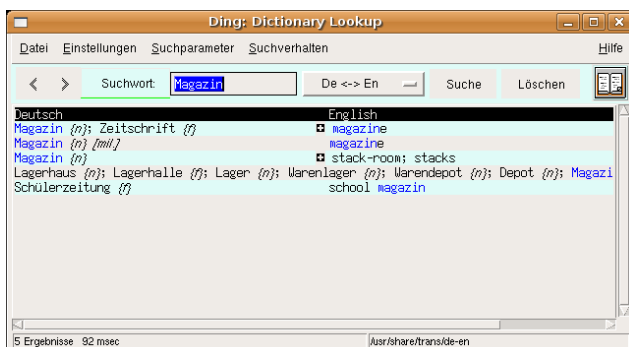 Ding: Dictionary Lookup
Datei Einstellungen Suchparameter Suchverhalten Hilfe
Suchwort: Magazin De <-> En Suche Löschen
Deutsch English
Magazin {n}; Zeitschrift {f} magazine
Magazin {n} [mil.] magazine
Magazin {n} stack-room; stacks
Lagerhaus {n}; Lagerhalle {f}; Lager {n}; Warenlager {n}; Warendepot {n}; Depot {n}; Magazi
Schülerzeitung {f} school magazin
5 Ergebnisse 92 msec /usr/share/trans/de-en